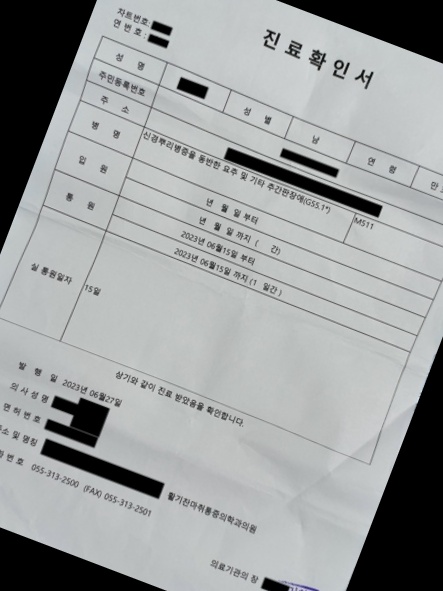 차트번호:
연 번 호 :
진료확인서
성 명 성 별 남 연 령 만
주민등록번호
주 소
병 명 신경뿌리병증을 동반한 요추 및 기타 추간판장애(G55.1*) M511
입 원 년 월 일 부터
년 월 일 까지 ( 간)
통 원 2023년 06월15일 부터
2023년 06월15일 까지 (1 일간 )
실 통원일자 15일
상기와 같이 진료 받았음을 확인합니다.
발 행 일 2023년 06월27일
의 사 성 명
면 허 번 호
소 및 명칭 활기찬마취통증의학과의원
번 호 055-313-2500 (FAX) 055-313-2501
의료기관의 장